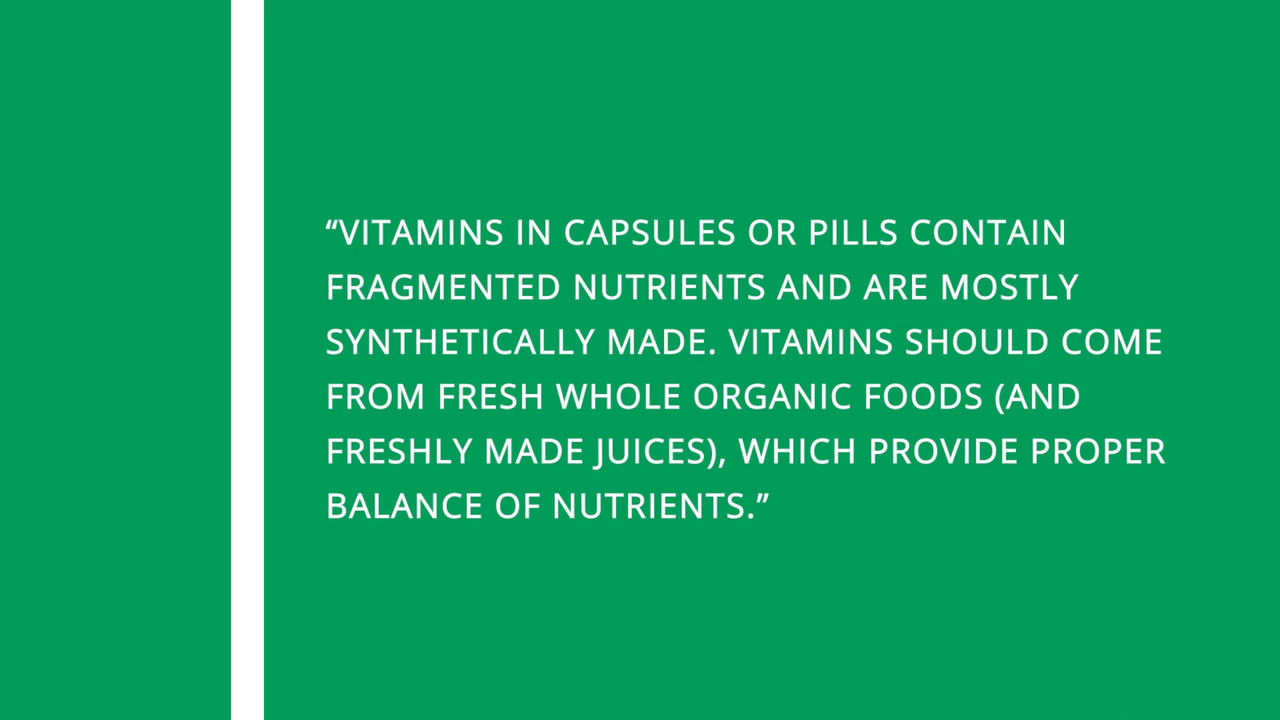 “VITAMINS IN CAPSULES OR PILLS CONTAIN
FRAGMENTED NUTRIENTS AND ARE MOSTLY
SYNTHETICALLY MADE. VITAMINS SHOULD COME
FROM FRESH WHOLE ORGANIC FOODS (AND
FRESHLY MADE JUICES), WHICH PROVIDE PROPER
BALANCE OF NUTRIENTS.”